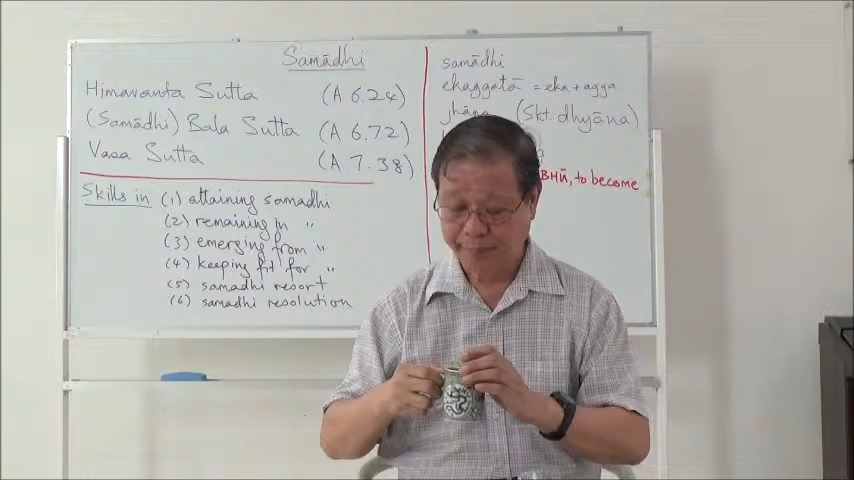 Samādhi
Himavanta Sutta (A 6.24)
(Samādhi) Bala Sutta (A 6.72)
Vasa Sutta (A 7.38)
Skills in (1) attaining samadhi
(2) remaining in "
(3) emerging from "
(4) keeping fit for "
(5) samadhi resort
(6) samadhi resolution
samādhi
ekaggatā = eka + agga
jhāna (Skt. dhyāna)
BHŪ, to become